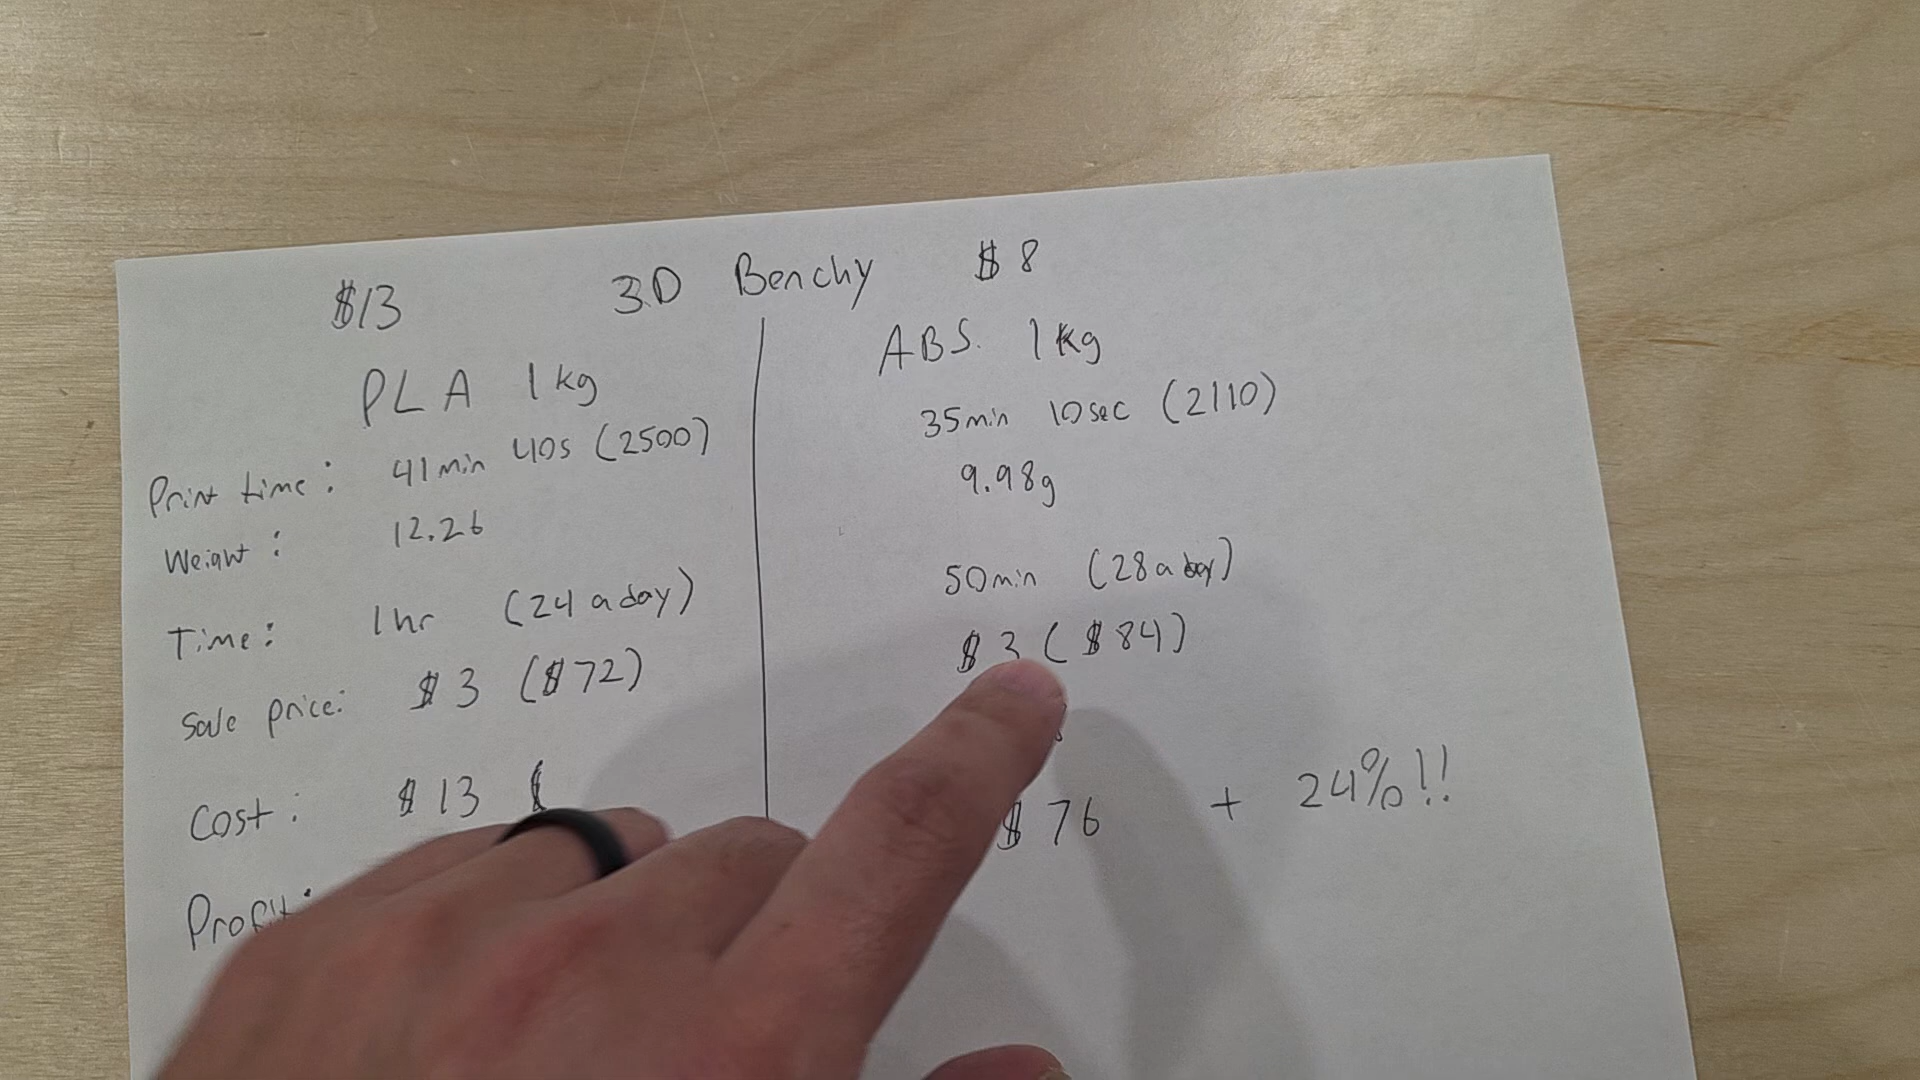 $13 3D Benchy $8
PLA 1kg
ABS. 1kg
Print time: 41min 40s (2500)
35min 10sec (2110)
Weight: 12.26
9.98g
Time: 1hr (24 a day)
50min (28 a day)
Sale price: $3 ($72)
$3 ($84)
Cost: $13
Profit:
$76 + 24%!!